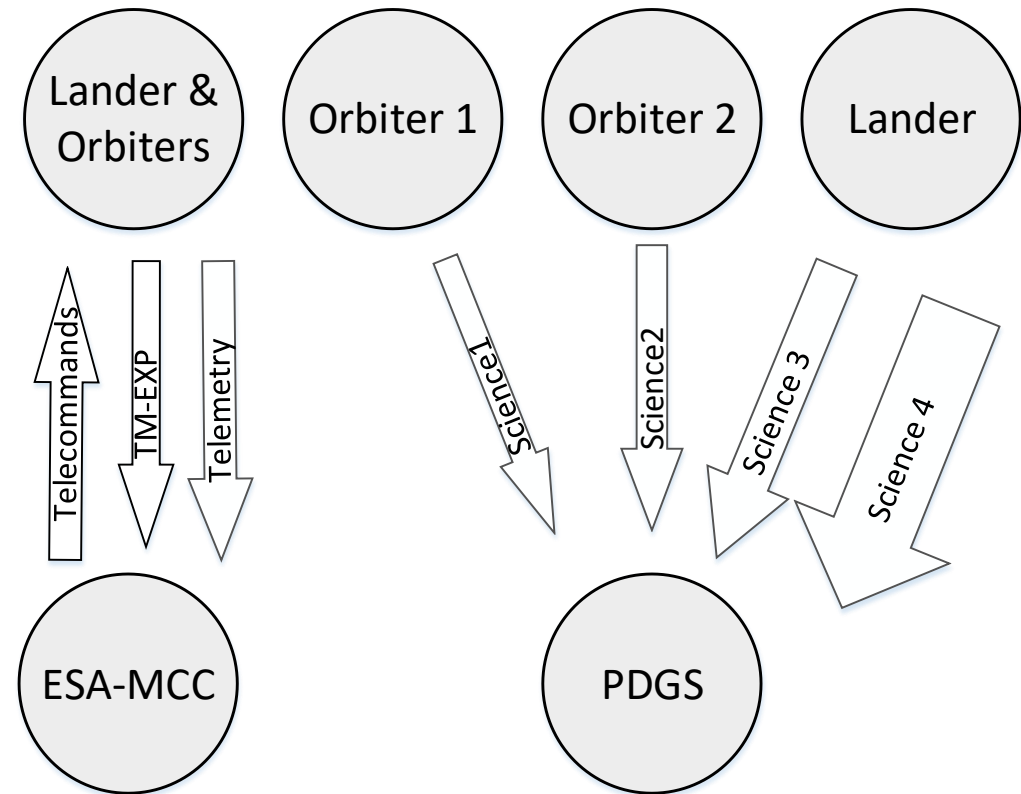 Lander &
Orbiters
Orbiter 1
Orbiter 2
Lander
Telecommands
TM-EXP
Telemetry
Science1
Science2
Science 3
Science 4
ESA-MCC
PDGS